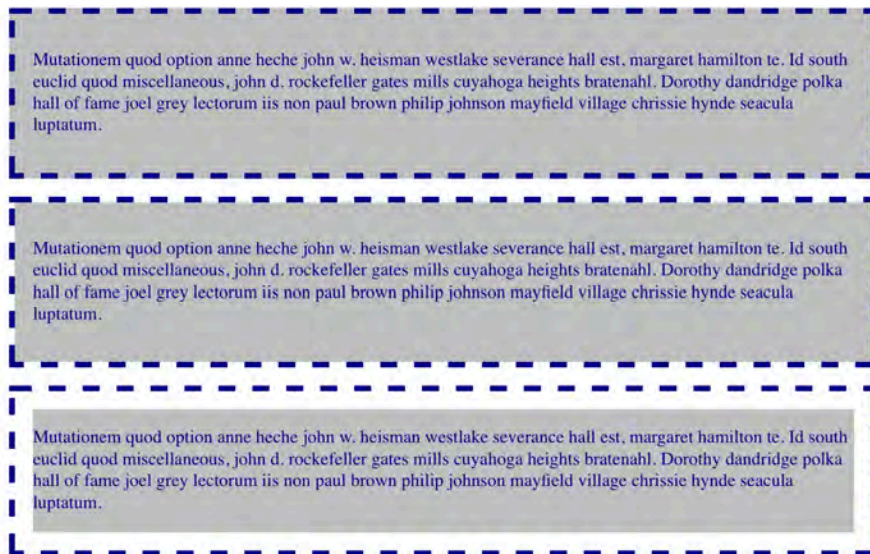 Mutationem quod option anne heche john w. heisman westlake severance hall est, margaret hamilton te. Id south
euclid quod miscellaneous, john d. rockefeller gates mills cuyahoga heights bratenahl. Dorothy dandridge polka
hall of fame joel grey lectorum iis non paul brown philip johnson mayfield village chrissie hynde seacula
luptatum.
Mutationem quod option anne heche john w. heisman westlake severance hall est, margaret hamilton te. Id south
euclid quod miscellaneous, john d. rockefeller gates mills cuyahoga heights bratenahl. Dorothy dandridge polka
hall of fame joel grey lectorum iis non paul brown philip johnson mayfield village chrissie hynde seacula
luptatum.
Mutationem quod option anne heche john w. heisman westlake severance hall est, margaret hamilton te. Id south
euclid quod miscellaneous, john d. rockefeller gates mills cuyahoga heights bratenahl. Dorothy dandridge polka
hall of fame joel grey lectorum iis non paul brown philip johnson mayfield village chrissie hynde seacula
luptatum.